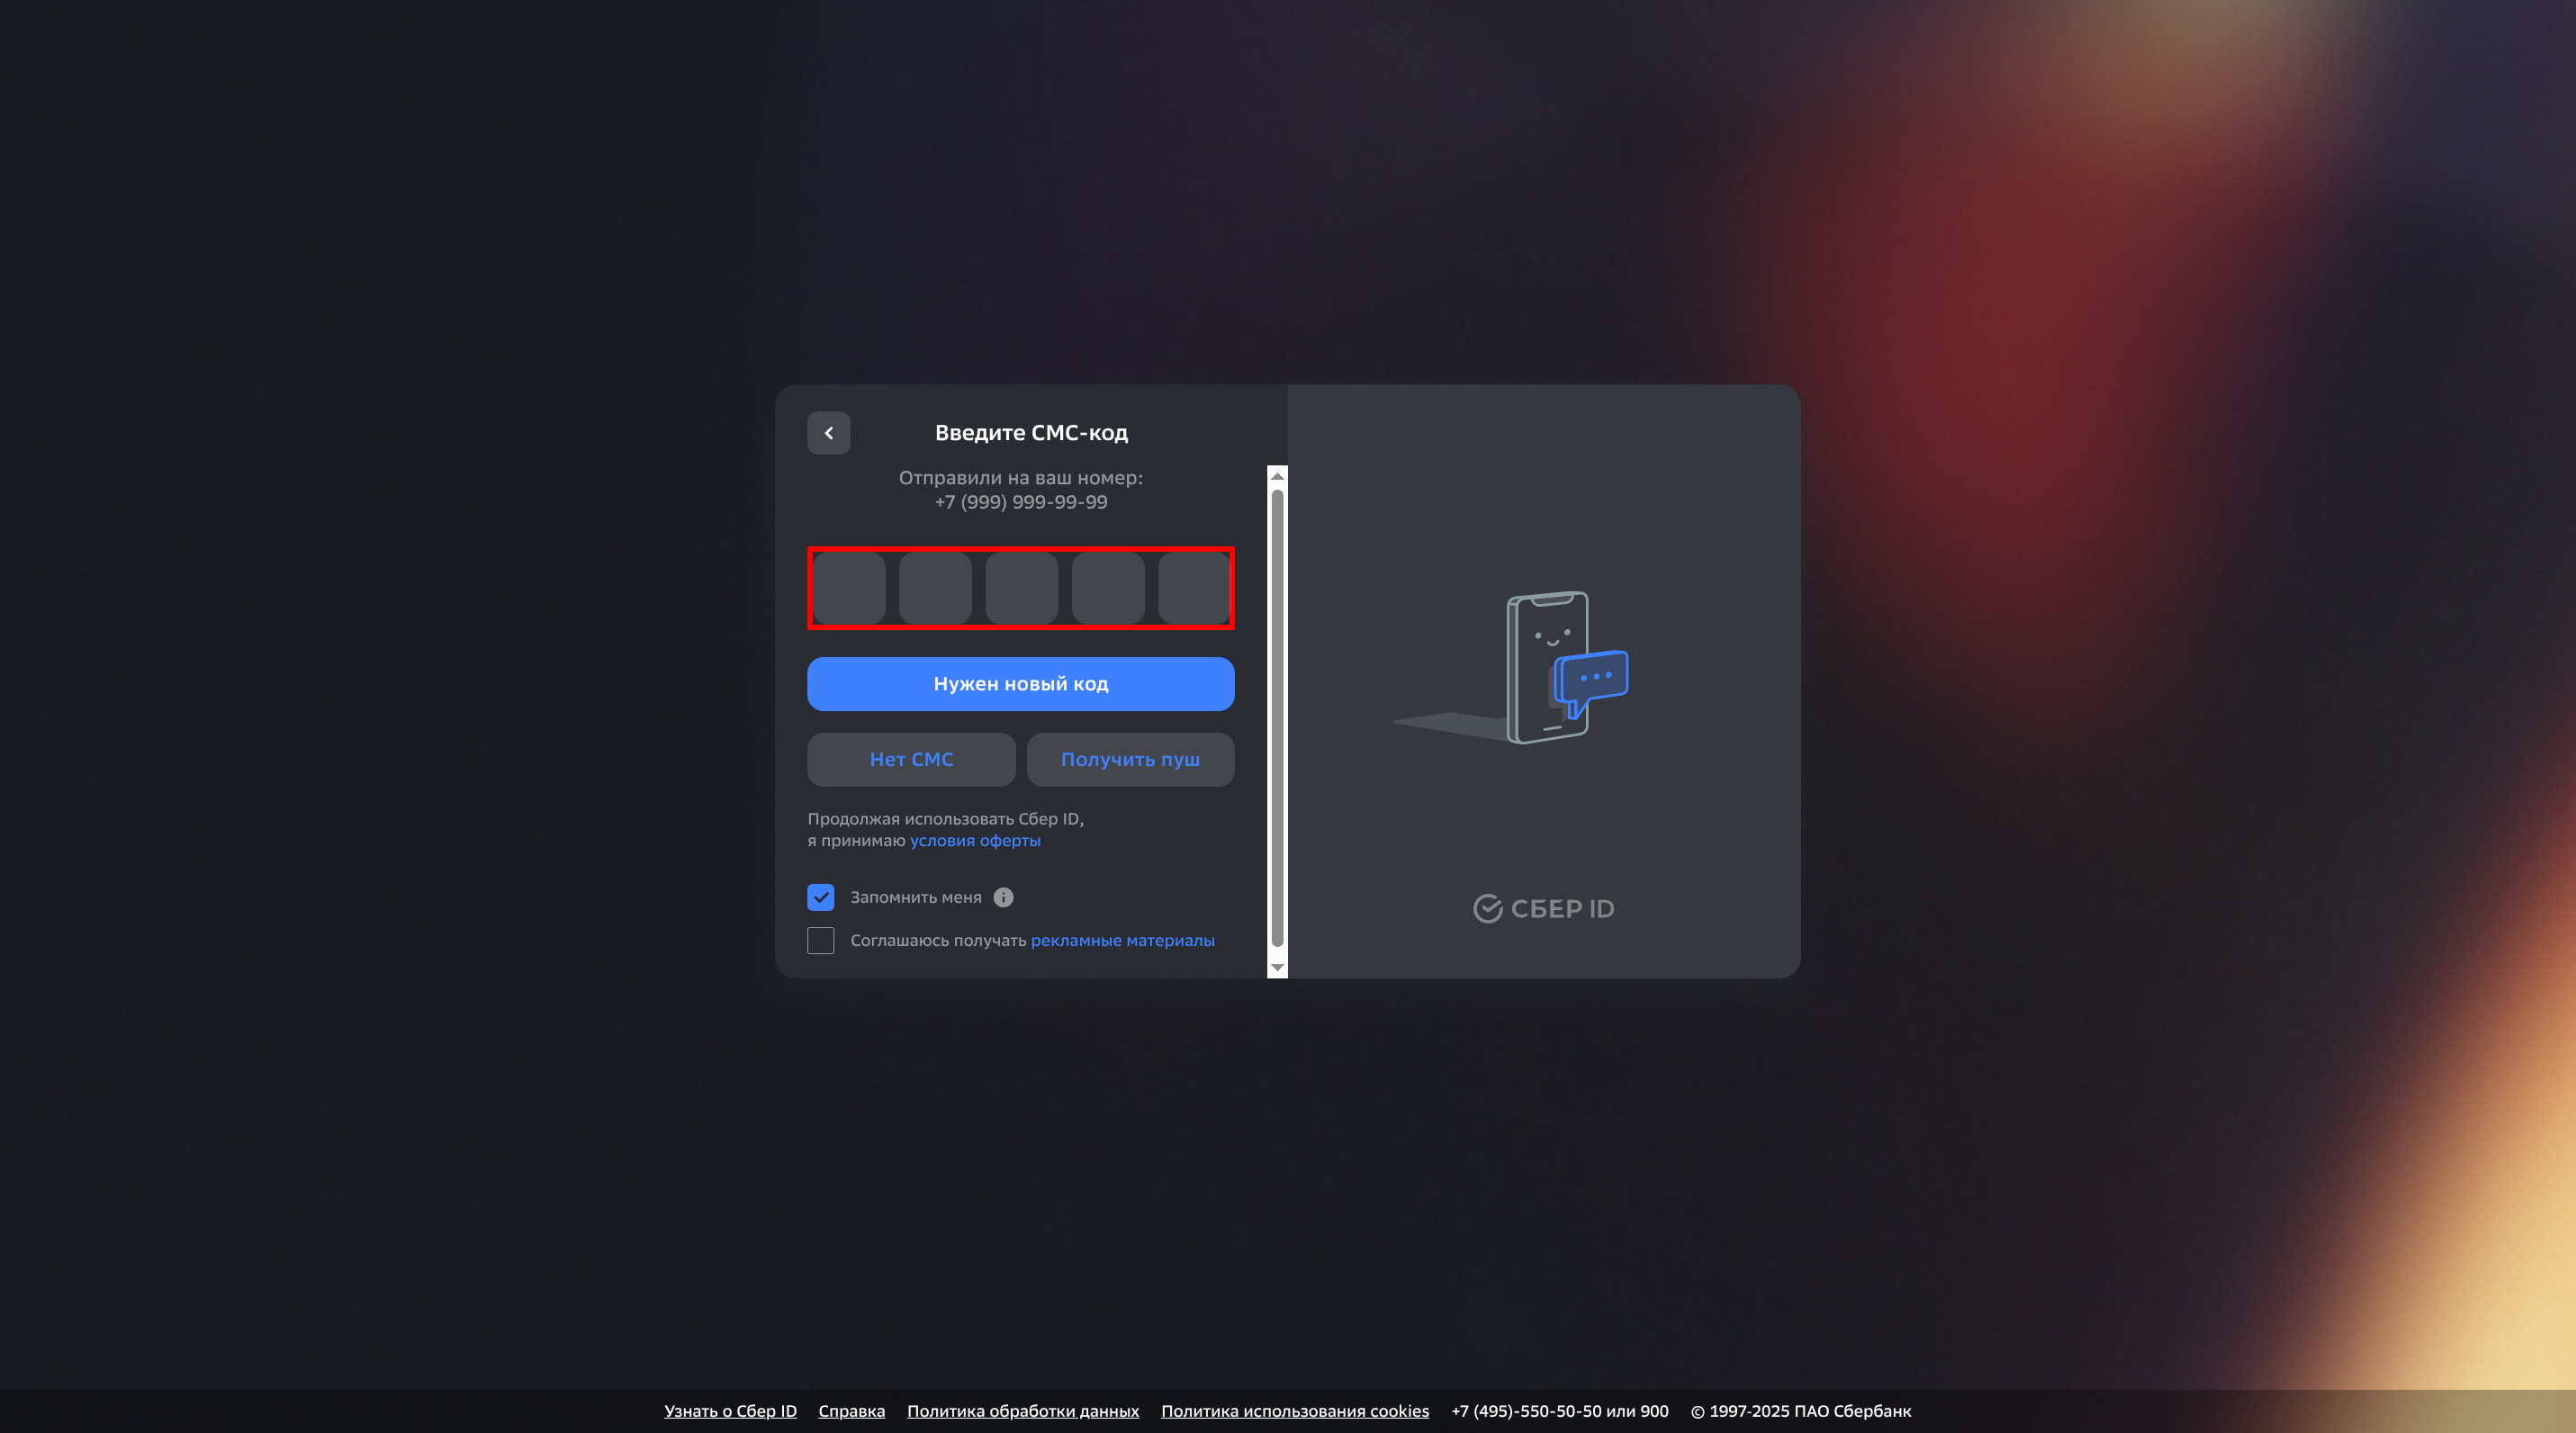 Введите СМС-код
Отправили на ваш номер:
+7 (999) 999-99-99
Нужен новый код
Нет СМС
Получить пуш
Продолжая использовать Сбер ID,
я принимаю условия оферты
Запомнить меня
Соглашаюсь получать рекламные материалы
СБЕР ID
Узнать о Сбер ID Справка Политика обработки данных Политика использования cookies +7 (495)-550-50-50 или 900 © 1997-2025 ПАО Сбербанк